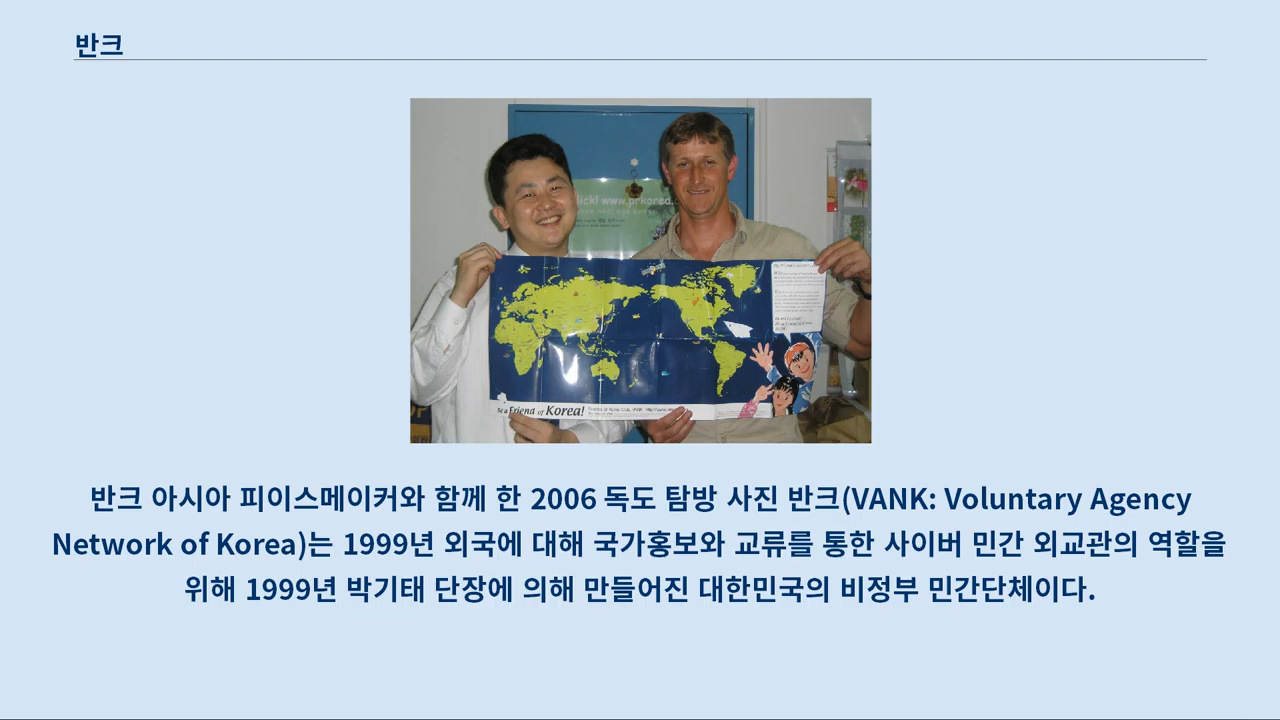 반크
lick! www.prkorea.c
Be a Friend of Korea!
반크 아시아 피이스메이커와 함께 한 2006 독도 탐방 사진 반크(VANK: Voluntary Agency
Network of Korea)는 1999년 외국에 대해 국가홍보와 교류를 통한 사이버 민간 외교관의 역할을
위해 1999년 박기태 단장에 의해 만들어진 대한민국의 비정부 민간단체이다.